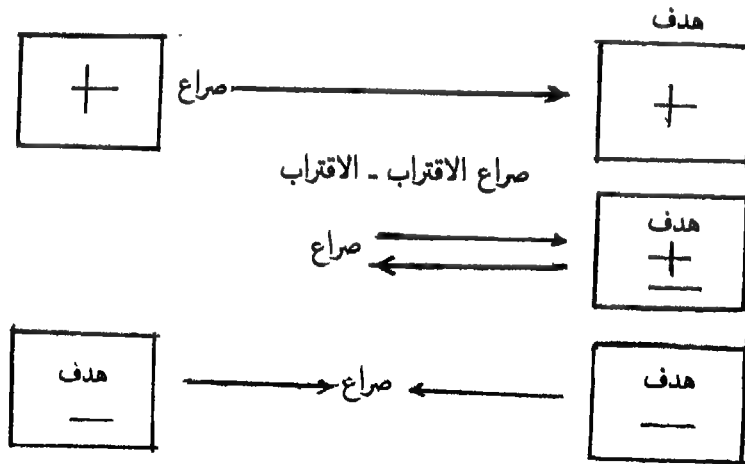 هدف
+ صراع +
صراع الاقتراب - الاقتراب
هدف
صراع
+
—
هدف صراع هدف
— —